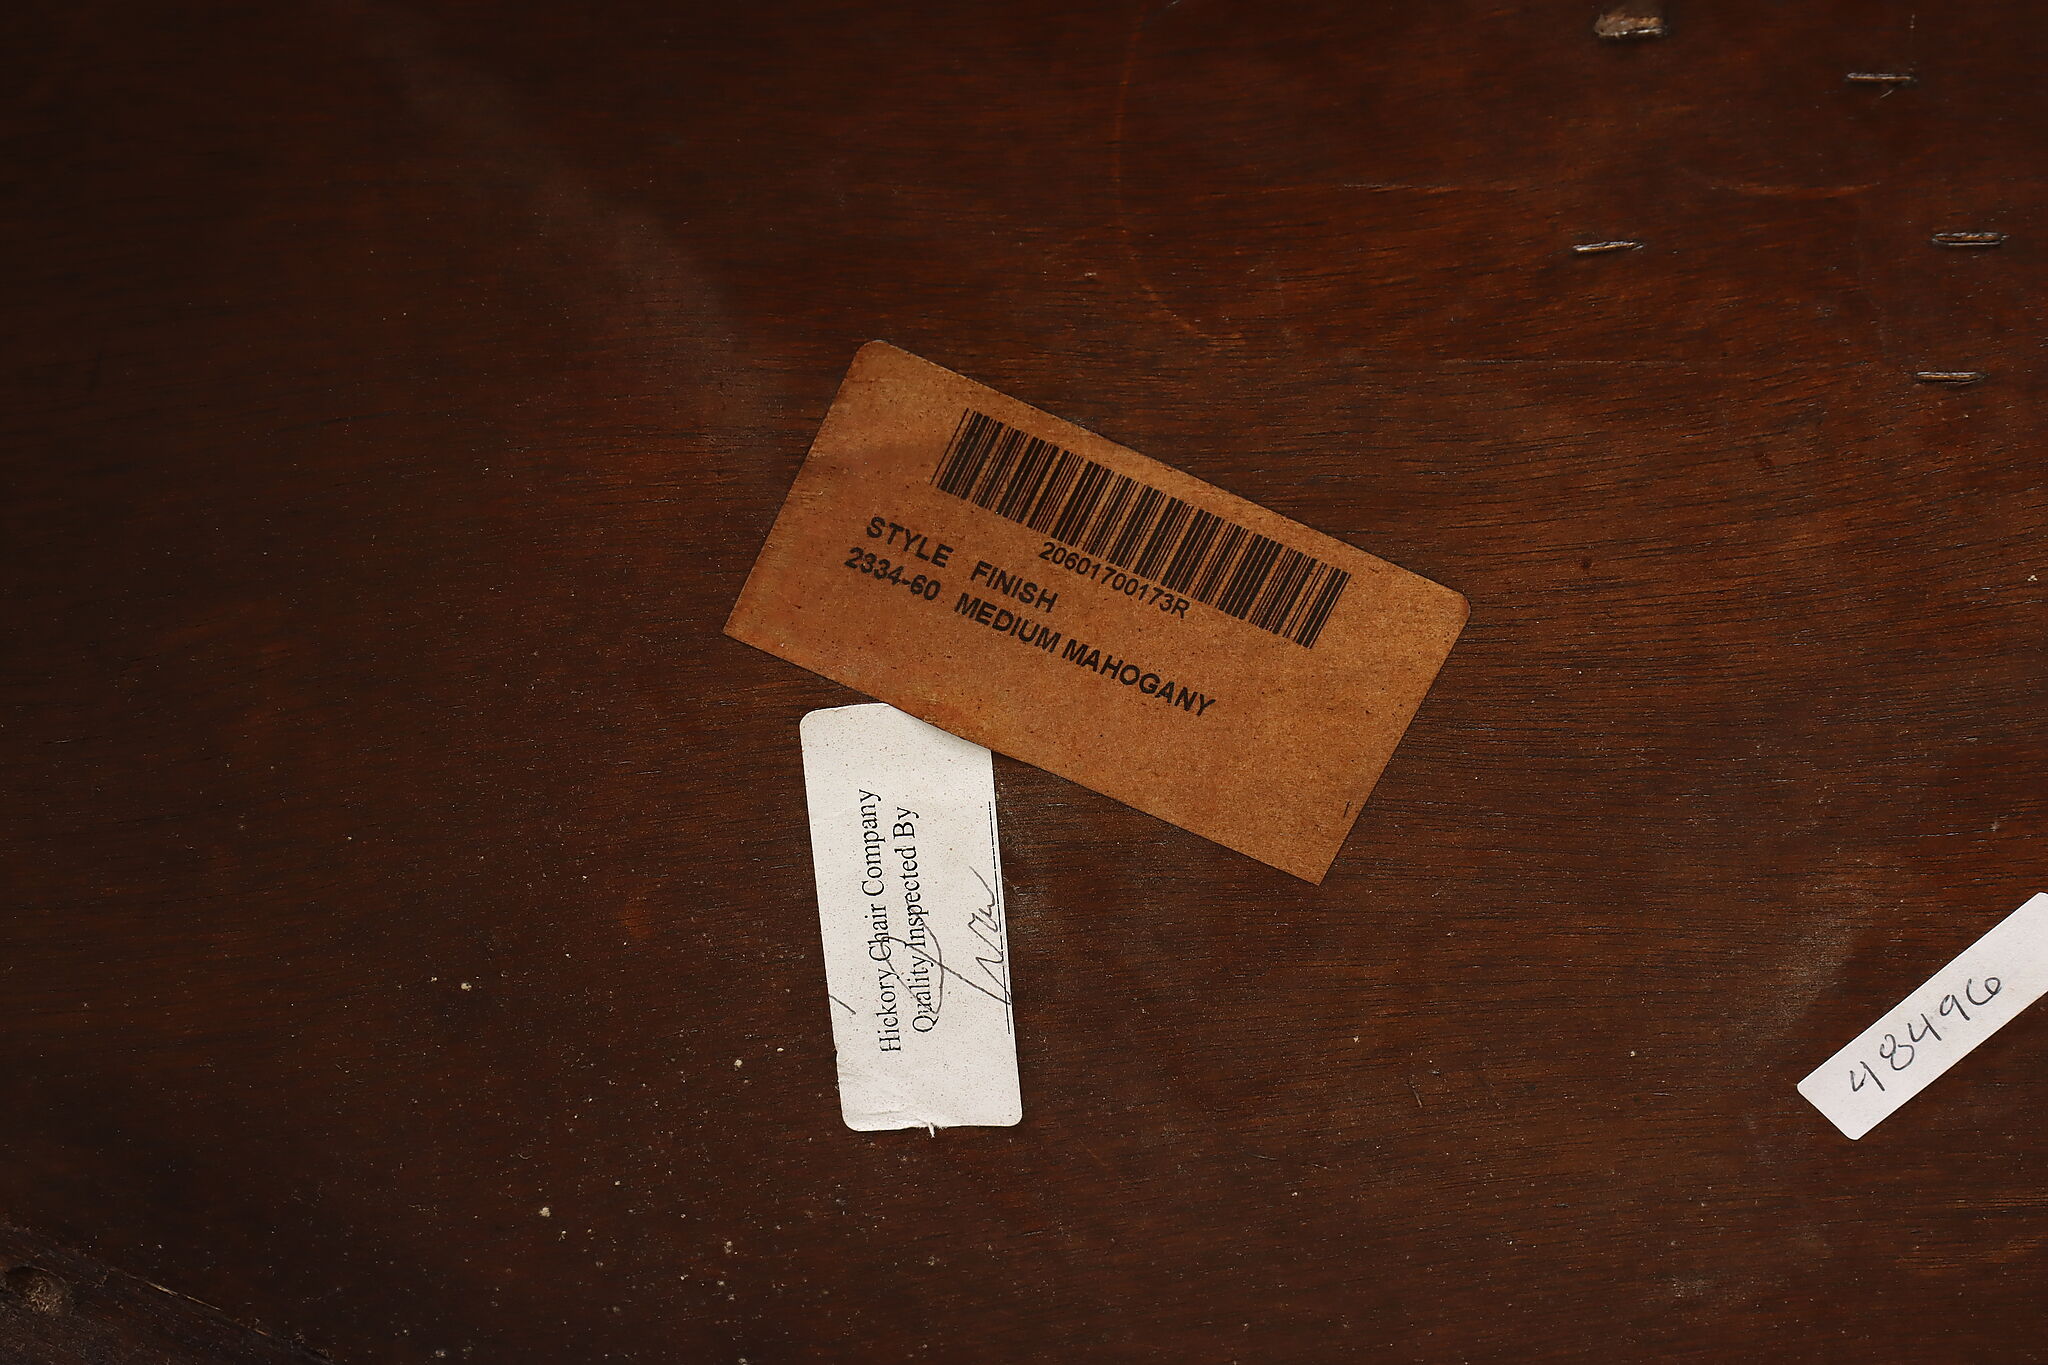 20601700173R
STYLE FINISH
2334-60 MEDIUM MAHOGANY
Hickory Chair Company
Quality Inspected By
48496